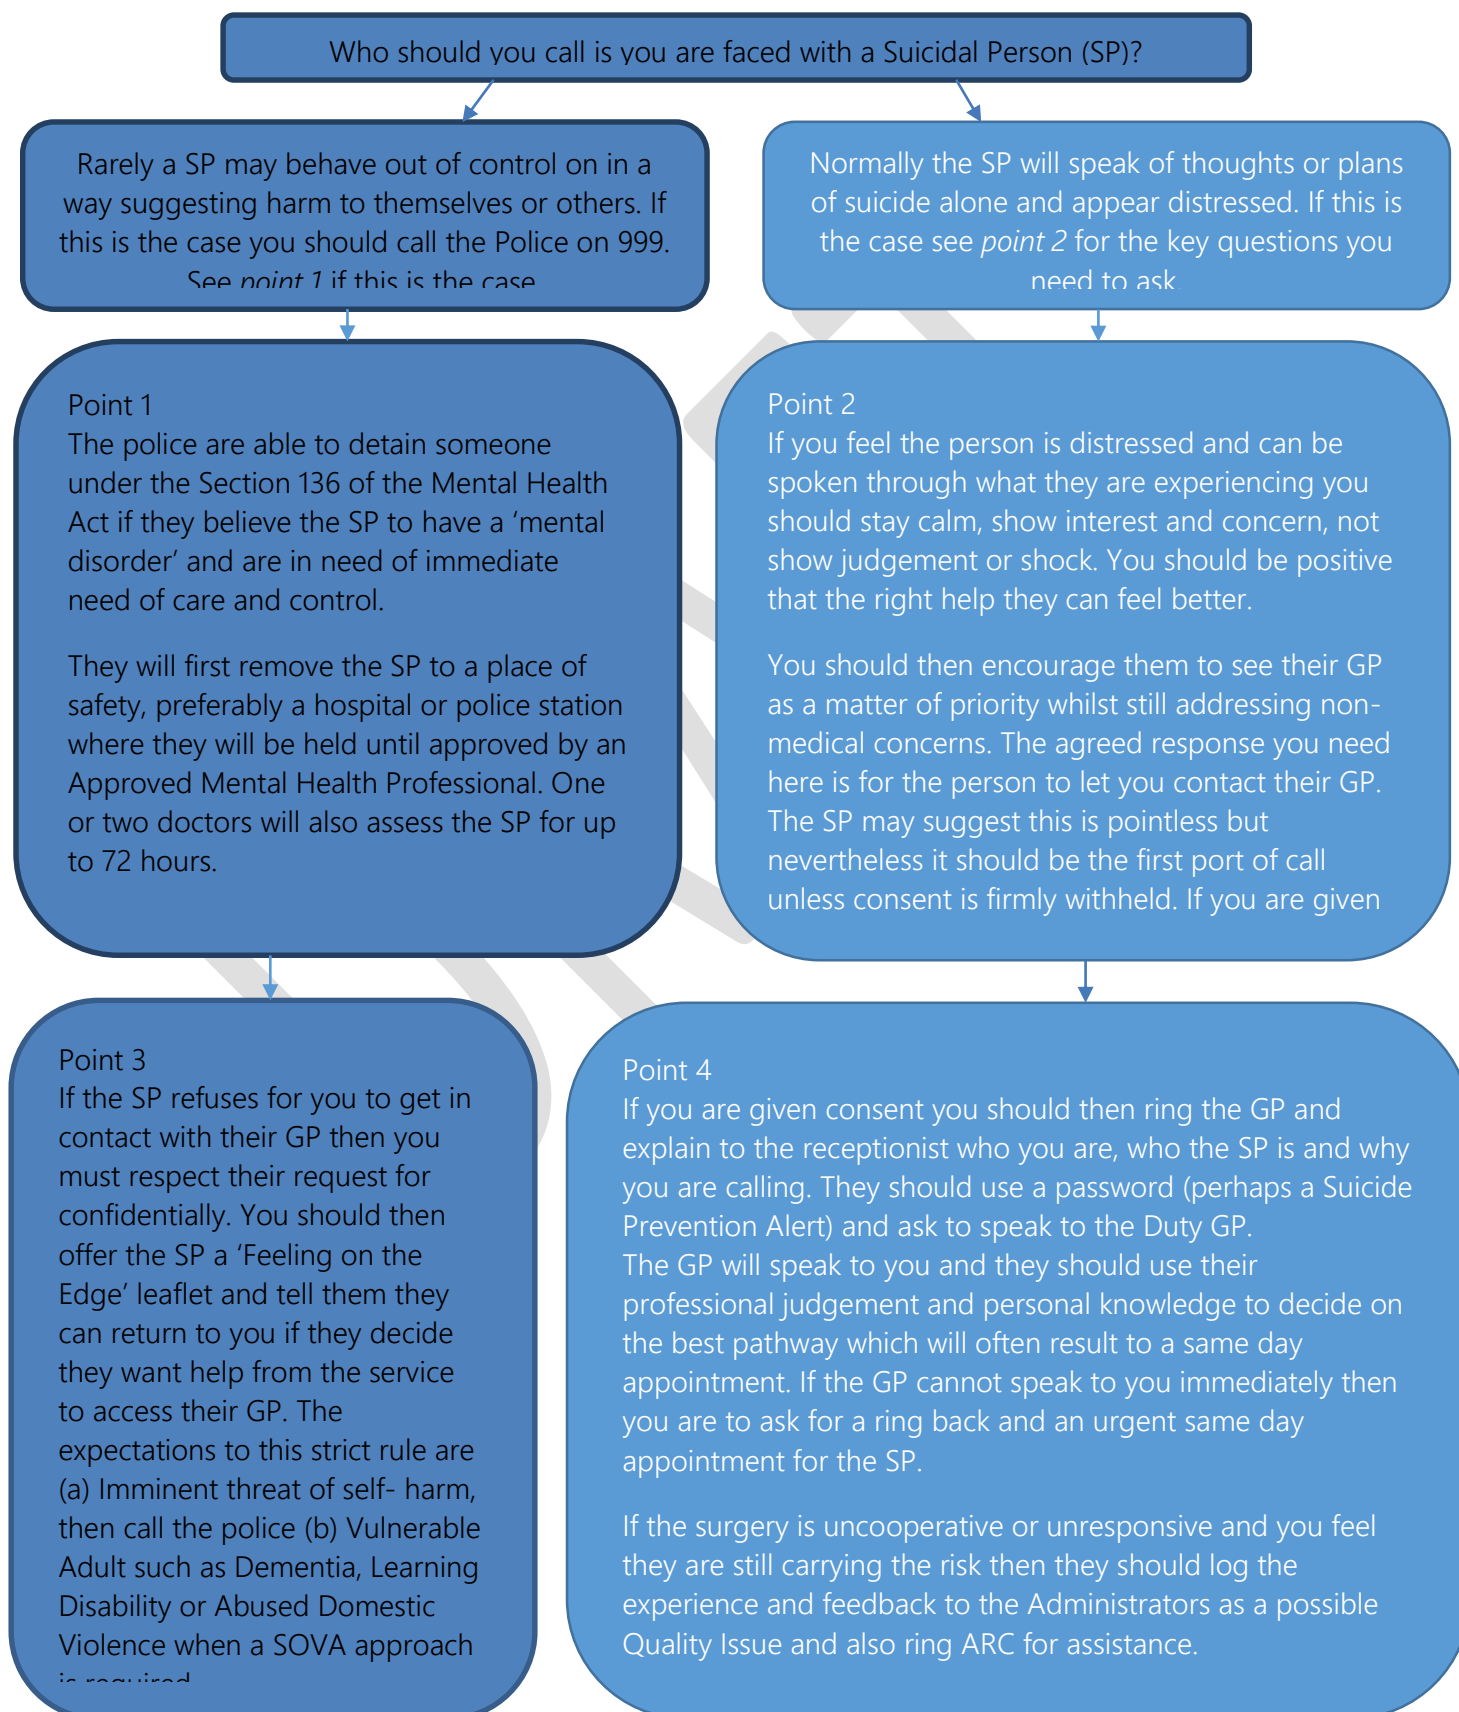 Who should you call is you are faced with a Suicidal Person (SP)?
Rarely a SP may behave out of control on in a
way suggesting harm to themselves or others. If
this is the case you should call the Police on 999.
See point 1 if this is the case
Normally the SP will speak of thoughts or plans
of suicide alone and appear distressed. If this is
the case see point 2 for the key questions you
need to ask.
Point 1
The police are able to detain someone
under the Section 136 of the Mental Health
Act if they believe the SP to have a ‘mental
disorder’ and are in need of immediate
need of care and control.
They will first remove the SP to a place of
safety, preferably a hospital or police station
where they will be held until approved by an
Approved Mental Health Professional. One
or two doctors will also assess the SP for up
to 72 hours.
Point 2
If you feel the person is distressed and can be
spoken through what they are experiencing you
should stay calm, show interest and concern, not
show judgement or shock. You should be positive
that the right help they can feel better.
You should then encourage them to see their GP
as a matter of priority whilst still addressing non-
medical concerns. The agreed response you need
here is for the person to let you contact their GP.
The SP may suggest this is pointless but
nevertheless it should be the first port of call
unless consent is firmly withheld. If you are given
Point 3
If the SP refuses for you to get in
contact with their GP then you
must respect their request for
confidentially. You should then
offer the SP a ‘Feeling on the
Edge’ leaflet and tell them they
can return to you if they decide
they want help from the service
to access their GP. The
expectations to this strict rule are
(a) Imminent threat of self- harm,
then call the police (b) Vulnerable
Adult such as Dementia, Learning
Disability or Abused Domestic
Violence when a SOVA approach
is required
Point 4
If you are given consent you should then ring the GP and
explain to the receptionist who you are, who the SP is and why
you are calling. They should use a password (perhaps a Suicide
Prevention Alert) and ask to speak to the Duty GP.
The GP will speak to you and they should use their
professional judgement and personal knowledge to decide on
the best pathway which will often result to a same day
appointment. If the GP cannot speak to you immediately then
you are to ask for a ring back and an urgent same day
appointment for the SP.
If the surgery is uncooperative or unresponsive and you feel
they are still carrying the risk then they should log the
experience and feedback to the Administrators as a possible
Quality Issue and also ring ARC for assistance.